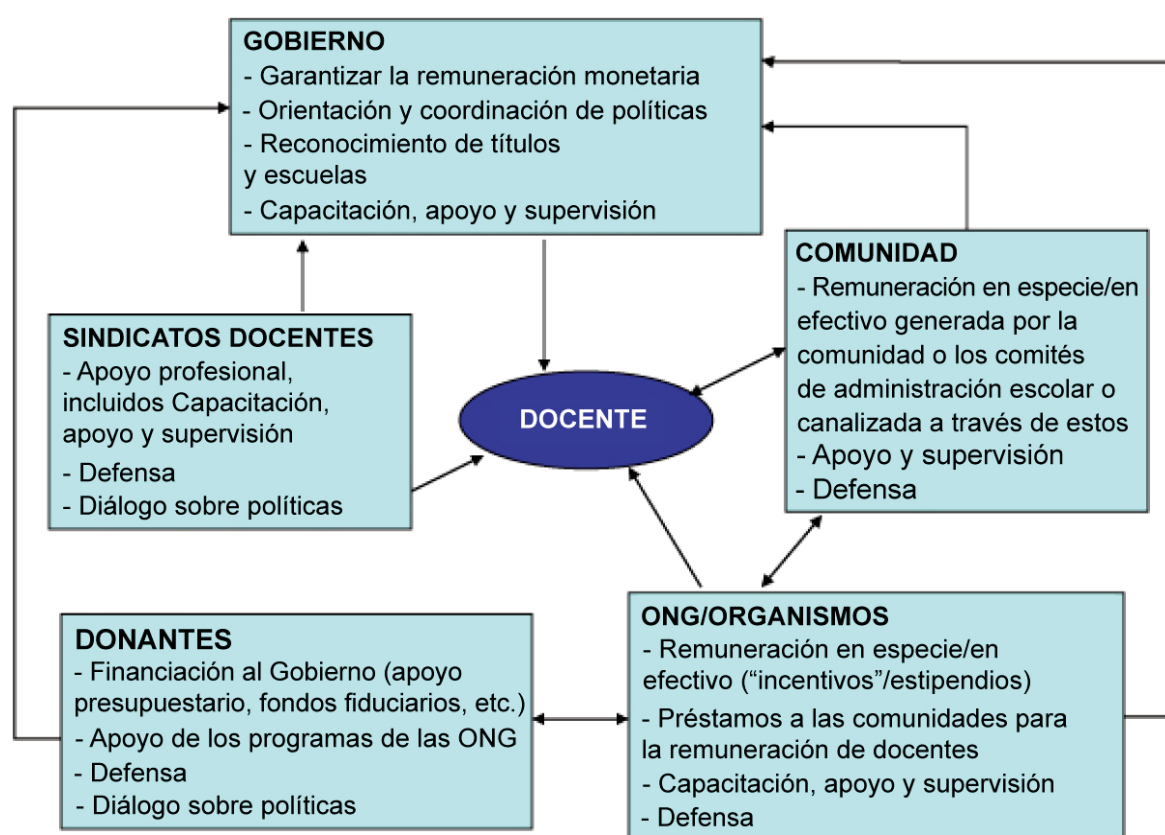 GOBIERNO
- Garantizar la remuneración monetaria
- Orientación y coordinación de políticas
- Reconocimiento de títulos
y escuelas
- Capacitación, apoyo y supervisión
COMUNIDAD
- Remuneración en especie/en
efectivo generada por la
comunidad o los comités
de administración escolar o
canalizada a través de estos
- Apoyo y supervisión
- Defensa
SINDICATOS DOCENTES
- Apoyo profesional,
incluidos Capacitación,
apoyo y supervisión
- Defensa
- Diálogo sobre políticas
DOCENTE
DONANTES
- Financiación al Gobierno (apoyo
presupuestario, fondos fiduciarios, etc.)
- Apoyo de los programas de las ONG
- Defensa
- Diálogo sobre políticas
ONG/ORGANISMOS
- Remuneración en especie/en
efectivo (“incentivos”/estipendios)
- Préstamos a las comunidades para
la remuneración de docentes
- Capacitación, apoyo y supervisión
- Defensa